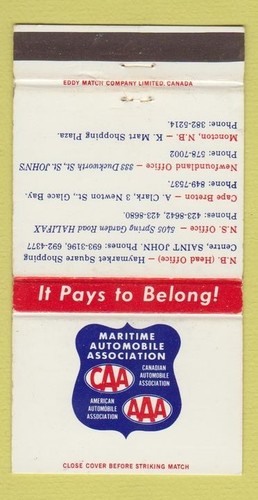 EDDY MATCH COMPANY LIMITED, CANADA
N.B. (Head Office) – Haymarket Square Shopping
Centre, SAINT JOHN. Phones: 693-3196, 692-4377
N.S. Office – 5405 Spring Garden Road HALIFAX
Phones: 423-8642, 423-8680.
Cape Breton – A. Clark, 3 Newton St., Glace Bay.
Phone: 849-7537.
Newfoundland Office – 333 Duckworth St, St. JOHN'S
Phone: 578-7002
Moncton, N.B. – K. Mart Shopping Plaza.
Phone: 382-5214.
It Pays to Belong!
MARITIME
AUTOMOBILE
ASSOCIATION
CAA
CANADIAN
AUTOMOBILE
ASSOCIATION
AMERICAN
AUTOMOBILE
ASSOCIATION
AAA
CLOSE COVER BEFORE STRIKING MATCH